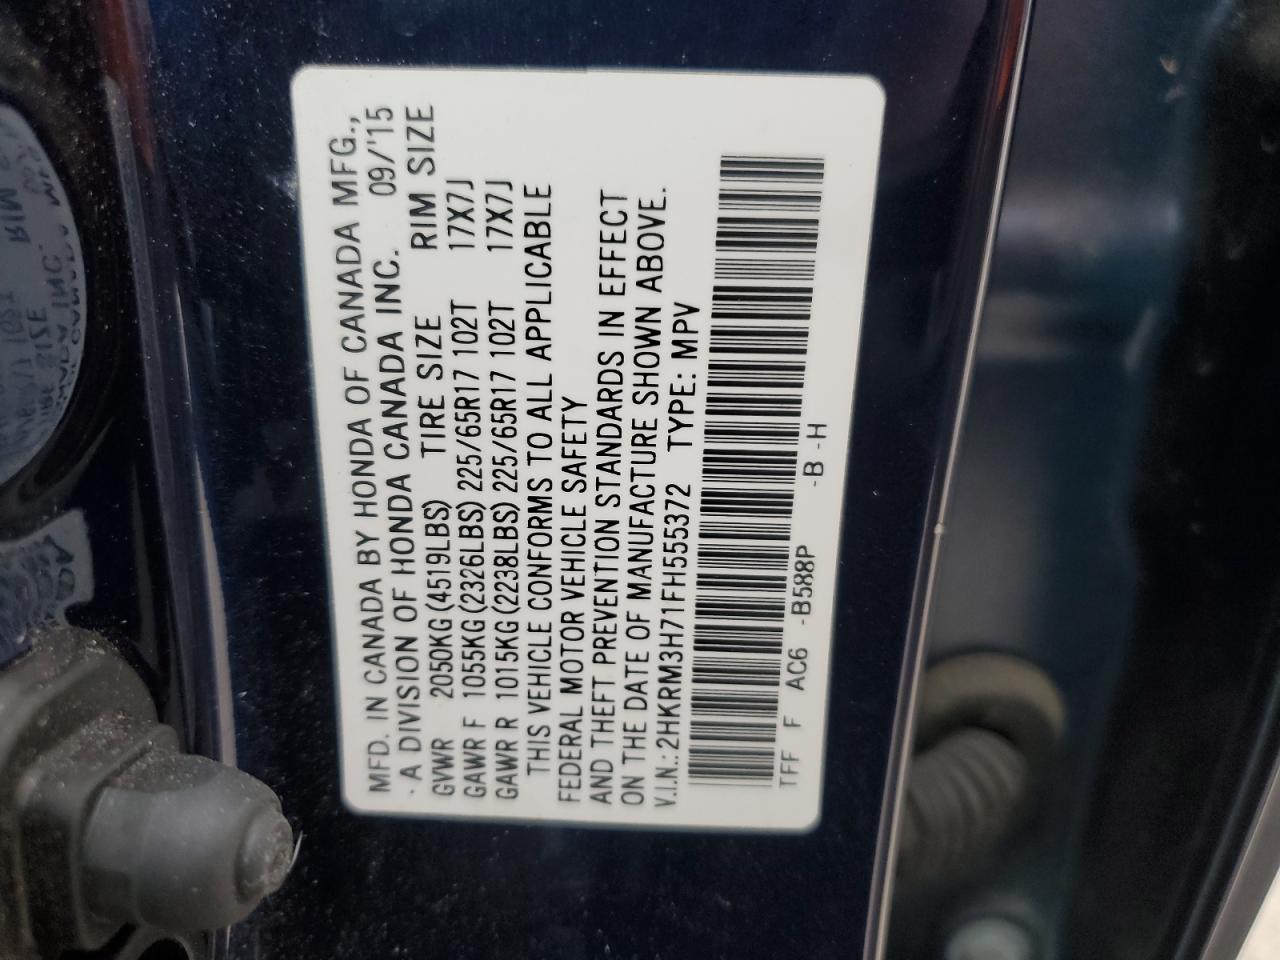 MFD. IN CANADA BY HONDA OF CANADA MFG.,
A DIVISION OF HONDA CANADA INC. 09/'15
GVWR 2050KG(4519LBS) TIRE SIZE RIM SIZE
GAWR F 1055KG(2326LBS) 225/65R17 102T 17X7J
GAWR R 1015KG(2238LBS) 225/65R17 102T 17X7J
THIS VEHICLE CONFORMS TO ALL APPLICABLE
FEDERAL MOTOR VEHICLE SAFETY
AND THEFT PREVENTION STANDARDS IN EFFECT
ON THE DATE OF MANUFACTURE SHOWN ABOVE.
V.I.N.: 2HKRM3H71FH555372 TYPE: MPV
TFF F AC6 -B588P -B -H